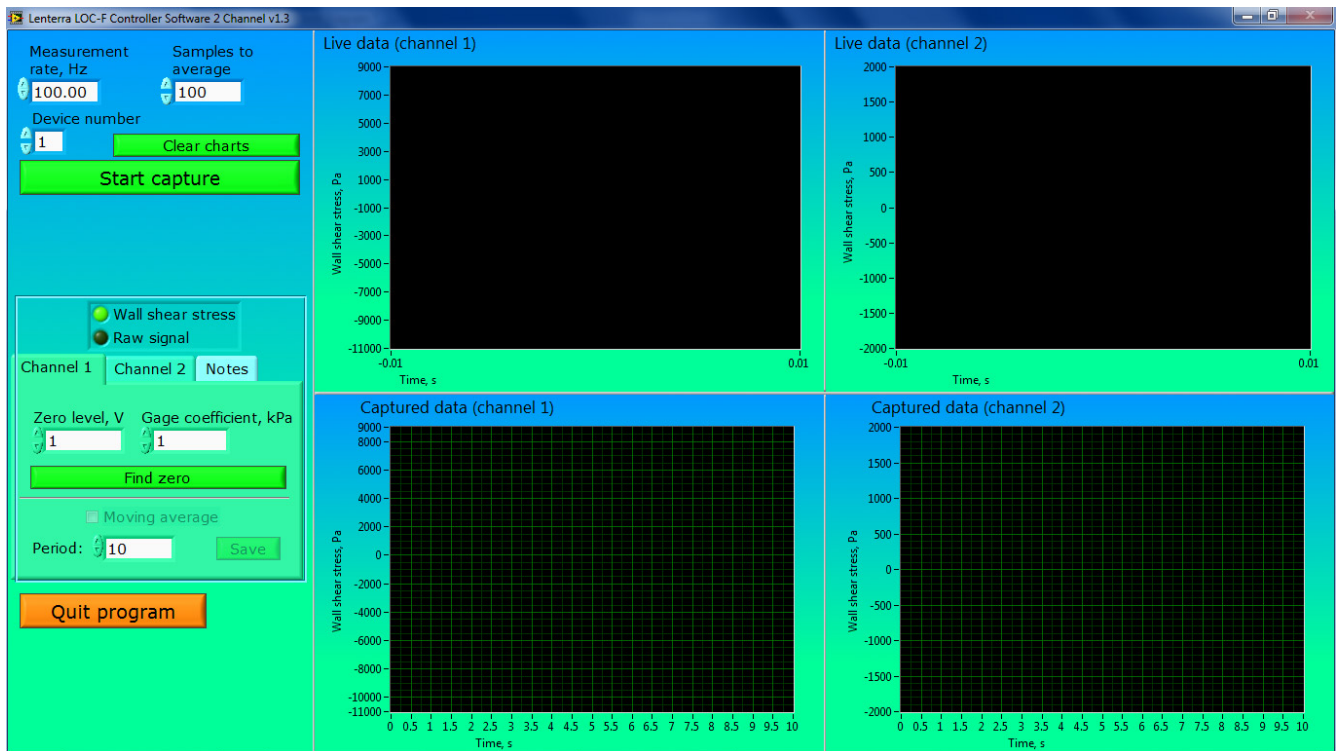 Lenterra LOC-F Controller Software 2 Channel v1.3
Measurement
rate, Hz
100.00
Samples to
average
100
Device number
1
Clear charts
Start capture
Wall shear stress
Raw signal
Channel 1
Channel 2
Notes
Zero level, V
1
Gage coefficient, kPa
1
Find zero
Moving average
Period:
10
Save
Quit program
Live data (channel 1)
Wall shear stress, Pa
9000
7000
5000
3000
1000
-1000
-3000
-5000
-7000
-9000
-11000
-0.01
0.01
Time, s
Live data (channel 2)
Wall shear stress, Pa
2000
1500
1000
500
0
-500
-1000
-1500
-2000
-0.01
0.01
Time, s
Captured data (channel 1)
Wall shear stress, Pa
9000
8000
6000
4000
2000
0
-2000
-4000
-6000
-8000
-10000
-11000
0 0.5 1 1.5 2 2.5 3 3.5 4 4.5 5 5.5 6 6.5 7 7.5 8 8.5 9 9.5 10
Time, s
Captured data (channel 2)
Wall shear stress, Pa
2000
1500
1000
500
0
-500
-1000
-1500
-2000
0 0.5 1 1.5 2 2.5 3 3.5 4 4.5 5 5.5 6 6.5 7 7.5 8 8.5 9 9.5 10
Time, s